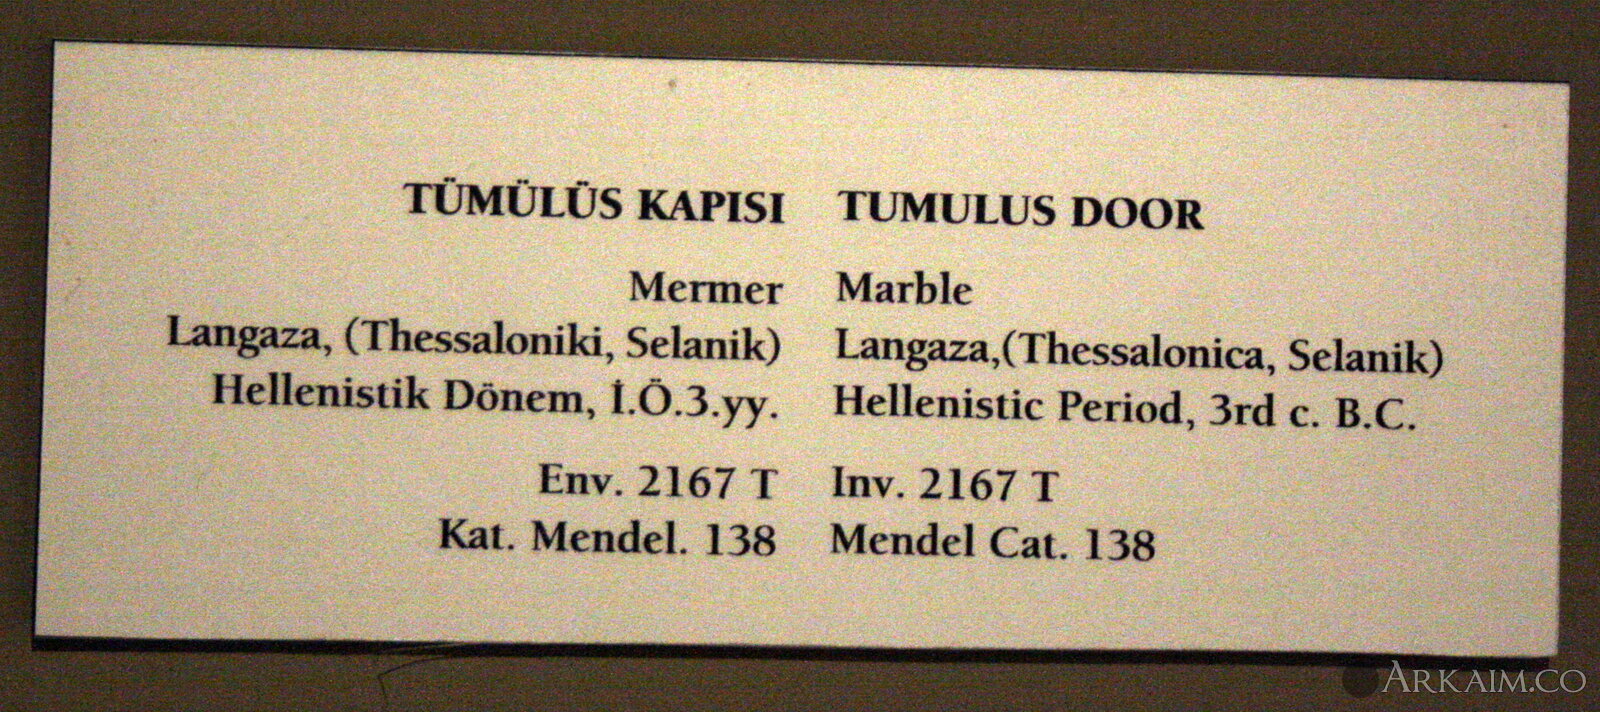 TÜMÜLÜS KAPISI
Mermer
Langaza, (Thessaloniki, Selanik)
Hellenistik Dönem, İ.Ö.3.yy.
Env. 2167 T
Kat. Mendel. 138
TUMULUS DOOR
Marble
Langaza,(Thessalonica, Selanik)
Hellenistic Period, 3rd c. B.C.
Inv. 2167 T
Mendel Cat. 138
ARKAIM.CO